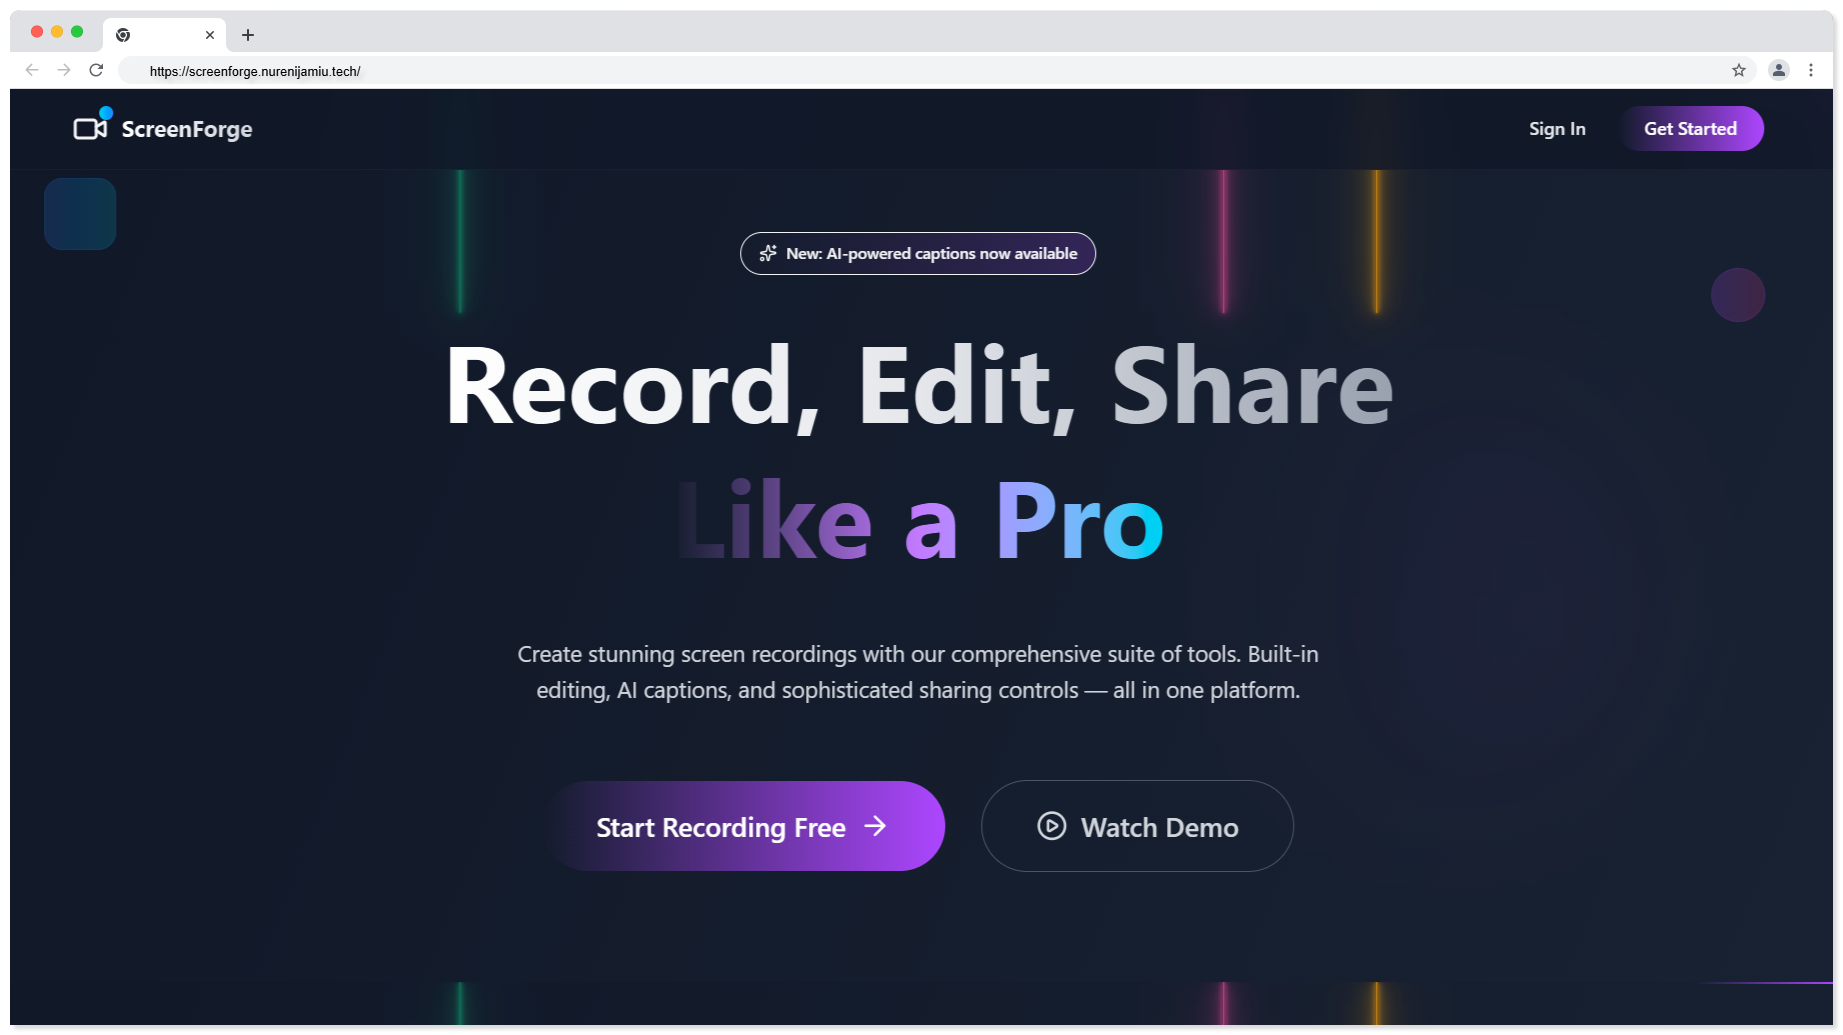 https://screenforge.nurenijamiu.tech/
ScreenForge
Sign In
Get Started
New: AI-powered captions now available
Record, Edit, Share
Like a Pro
Create stunning screen recordings with our comprehensive suite of tools. Built-in
editing, AI captions, and sophisticated sharing controls — all in one platform.
Start Recording Free
Watch Demo